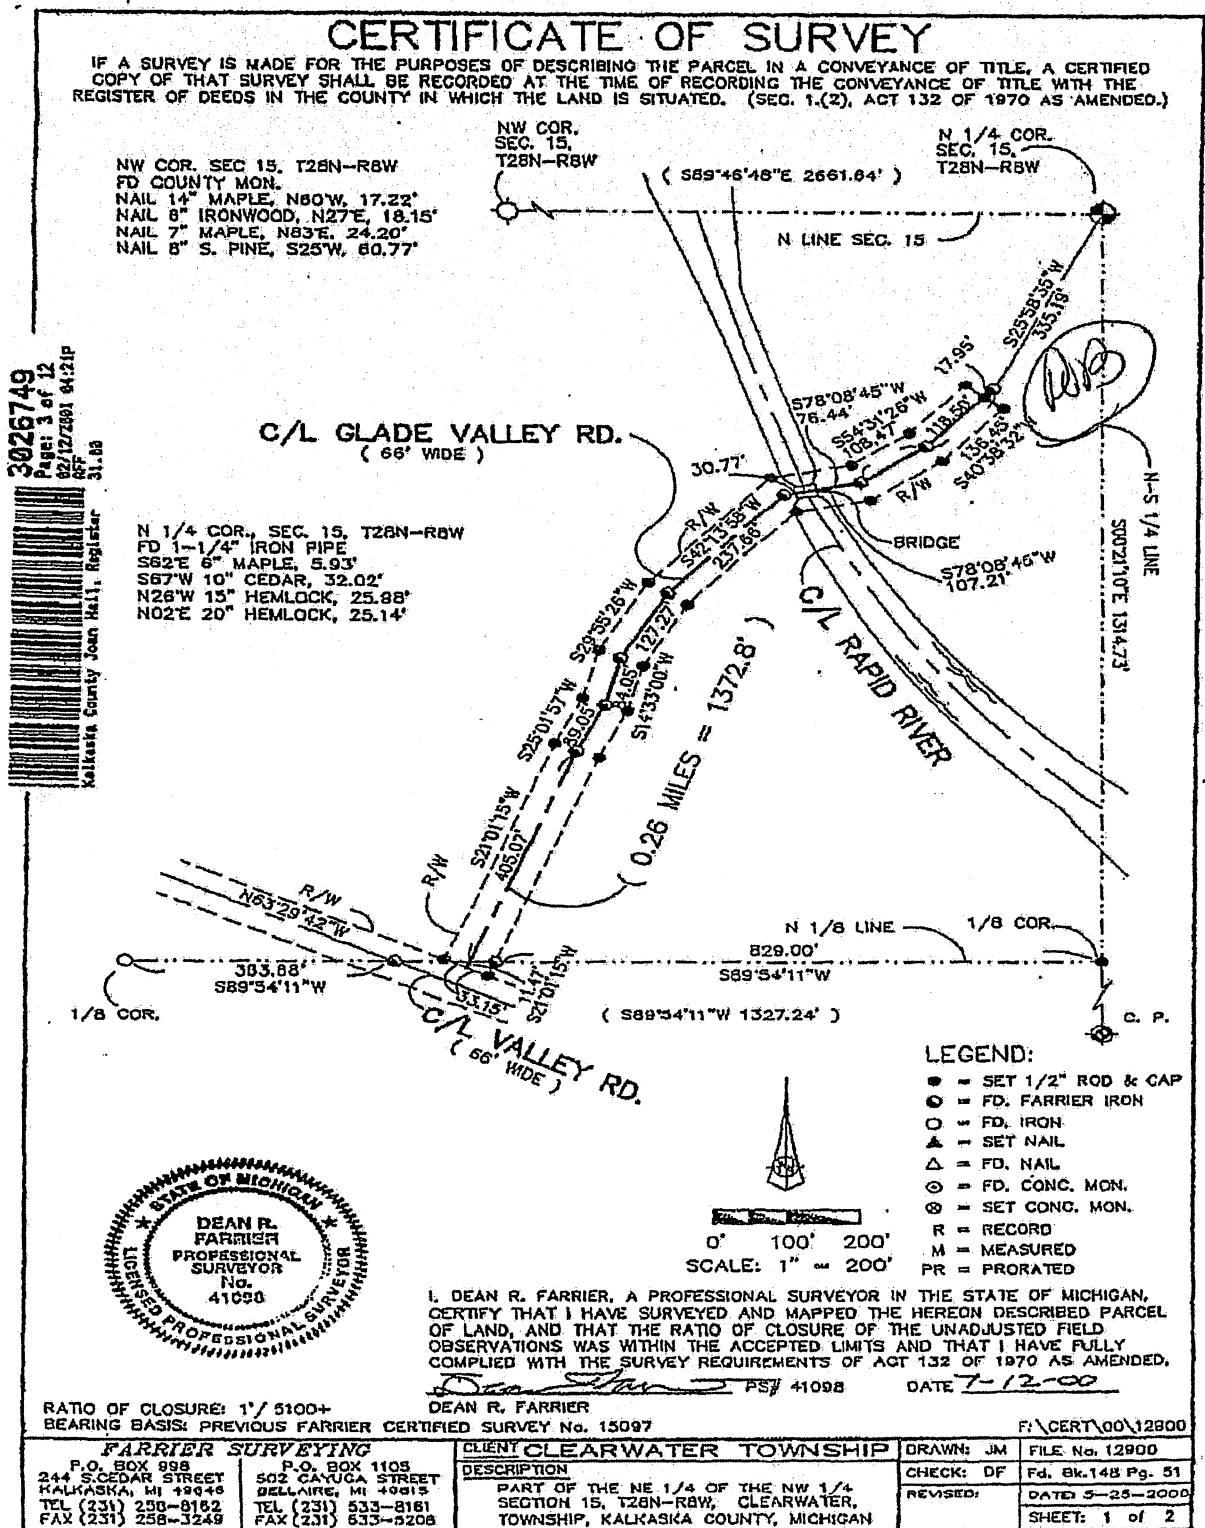 CERTIFICATE OF SURVEY
IF A SURVEY IS MADE FOR THE PURPOSES OF DESCRIBING THE PARCEL IN A CONVEYANCE OF TITLE, A CERTIFIED
COPY OF THAT SURVEY SHALL BE RECORDED AT THE TIME OF RECORDING THE CONVEYANCE OF TITLE WITH THE
REGISTER OF DEEDS IN THE COUNTY IN WHICH THE LAND IS SITUATED. (SEC. 1.(2), ACT 132 OF 1970 AS AMENDED.)
NW COR. SEC 15, T28N-R8W
FD COUNTY MON.
NAIL 14" MAPLE, N60'W, 17.22'
NAIL 8" IRONWOOD, N27'E, 18.15'
NAIL 7" MAPLE, N83'E, 24.20'
NAIL 8" S. PINE, S25'W, 60.77'
NW COR.
SEC. 15,
T28N-R8W
N 1/4 COR.
SEC. 15,
T28N-R8W
( S89°46'48"E 2661.64' )
N LINE SEC. 15
S25°58'35"W
335.19'
3026749
Page: 3 of 12
02/12/2001 04:21P
31.00
Kalkaska County Joan Hall, Register
C/L GLADE VALLEY RD.
( 66' WIDE )
17.95'
S78°08'45"W
76.44'
S54°31'26"W
108.47'
118.50'
136.45'
S40°38'32"W
30.77'
R/W
R/W
S42°13'58"W
237.68'
BRIDGE
S78°08'45"W
107.21'
N-S 1/4 LINE
S00°21'10"E 1314.73'
N 1/4 COR., SEC. 15, T28N-R8W
FD 1-1/4" IRON PIPE
S62'E 6" MAPLE, 5.93'
S67'W 10" CEDAR, 32.02'
N26'W 15" HEMLOCK, 25.88'
N02'E 20" HEMLOCK, 25.14'
S29°55'26"W
127.27'
C/L RAPID RIVER
84.05'
S14°33'00"W
S25°01'57"W
89.05'
( 0.26 MILES = 1372.8' )
S21°01'15"W
405.07'
R/W
R/W
N63°29'42"W
N 1/8 LINE
1/8 COR.
829.00'
S89°54'11"W
383.68'
S89°54'11"W
1/8 COR.
33.15'
11.47'
S21°01'15"W
( S89°54'11"W 1327.24' )
C. P.
C/L VALLEY RD.
( 66' WIDE )
LEGEND:
= SET 1/2" ROD & CAP
= FD. FARRIER IRON
= FD. IRON
= SET NAIL
= FD. NAIL
= FD. CONC. MON.
= SET CONC. MON.
R = RECORD
M = MEASURED
PR = PRORATED
0' 100' 200'
SCALE: 1" = 200'
STATE OF MICHIGAN
DEAN R.
FARRIER
PROFESSIONAL
SURVEYOR
No.
41098
LICENSED PROFESSIONAL SURVEYOR
I, DEAN R. FARRIER, A PROFESSIONAL SURVEYOR IN THE STATE OF MICHIGAN,
CERTIFY THAT I HAVE SURVEYED AND MAPPED THE HEREON DESCRIBED PARCEL
OF LAND, AND THAT THE RATIO OF CLOSURE OF THE UNADJUSTED FIELD
OBSERVATIONS WAS WITHIN THE ACCEPTED LIMITS AND THAT I HAVE FULLY
COMPLIED WITH THE SURVEY REQUIREMENTS OF ACT 132 OF 1970 AS AMENDED.
PS# 41098 DATE 7-12-00
DEAN R. FARRIER
RATIO OF CLOSURE: 1'/ 5100+
BEARING BASIS: PREVIOUS FARRIER CERTIFIED SURVEY No. 15097
F:\CERT\00\12900
FARRIER SURVEYING
P.O. BOX 998
244 S.CEDAR STREET
KALKASKA, MI 49646
TEL (231) 258-8162
FAX (231) 258-3249
P.O. BOX 1105
502 CAYUGA STREET
BELLAIRE, MI 49615
TEL (231) 533-8161
FAX (231) 533-5208
CLIENT CLEARWATER TOWNSHIP
DESCRIPTION
PART OF THE NE 1/4 OF THE NW 1/4
SECTION 15, T28N-R8W, CLEARWATER,
TOWNSHIP, KALKASKA COUNTY, MICHIGAN
DRAWN: JM
CHECK: DF
REVISED:
FILE No. 12900
Fd. Bk.148 Pg. 51
DATE: 5-25-2000
SHEET: 1 of 2